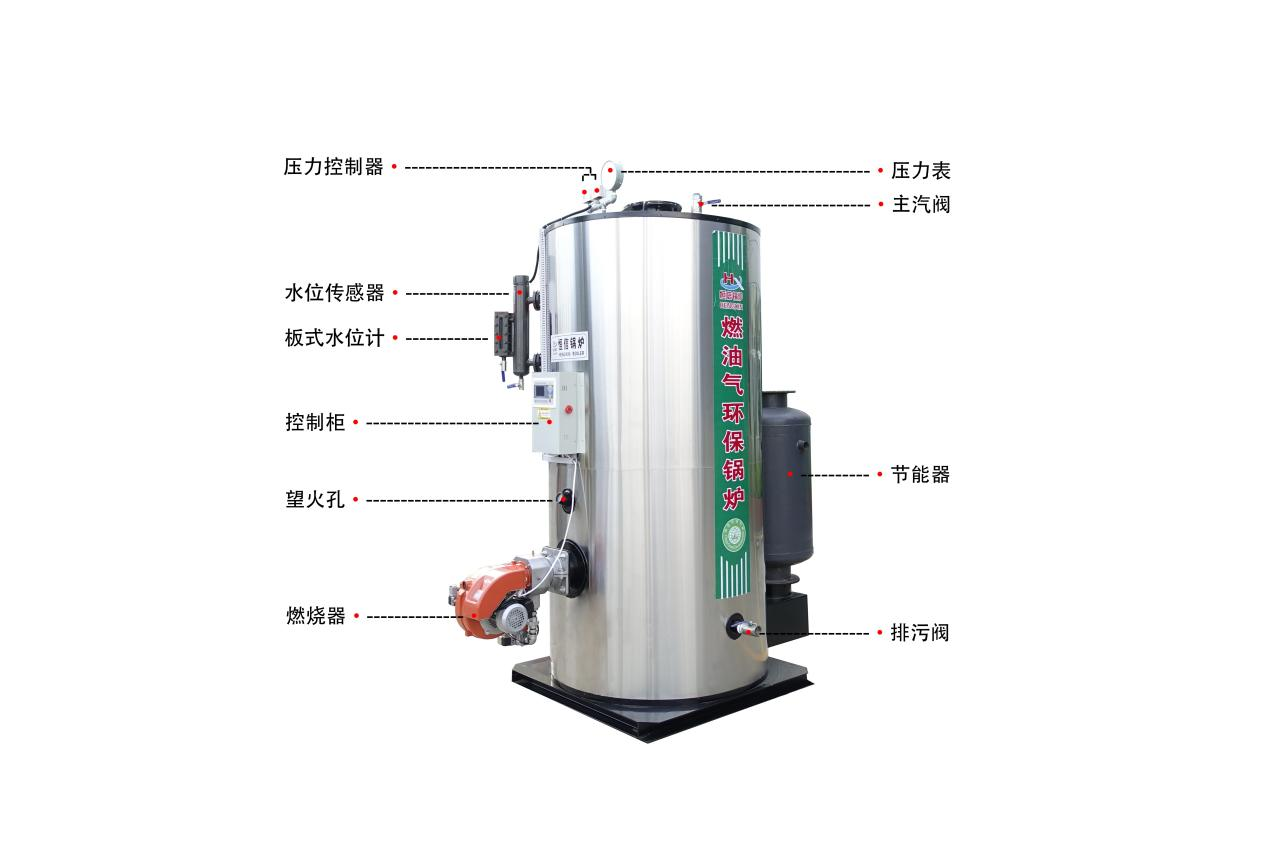 压力控制器
压力表
主汽阀
水位传感器
板式水位计
恒信锅炉
控制柜
望火孔
燃烧器
HENGXIN
燃油气环保锅炉
节能器
排污阀